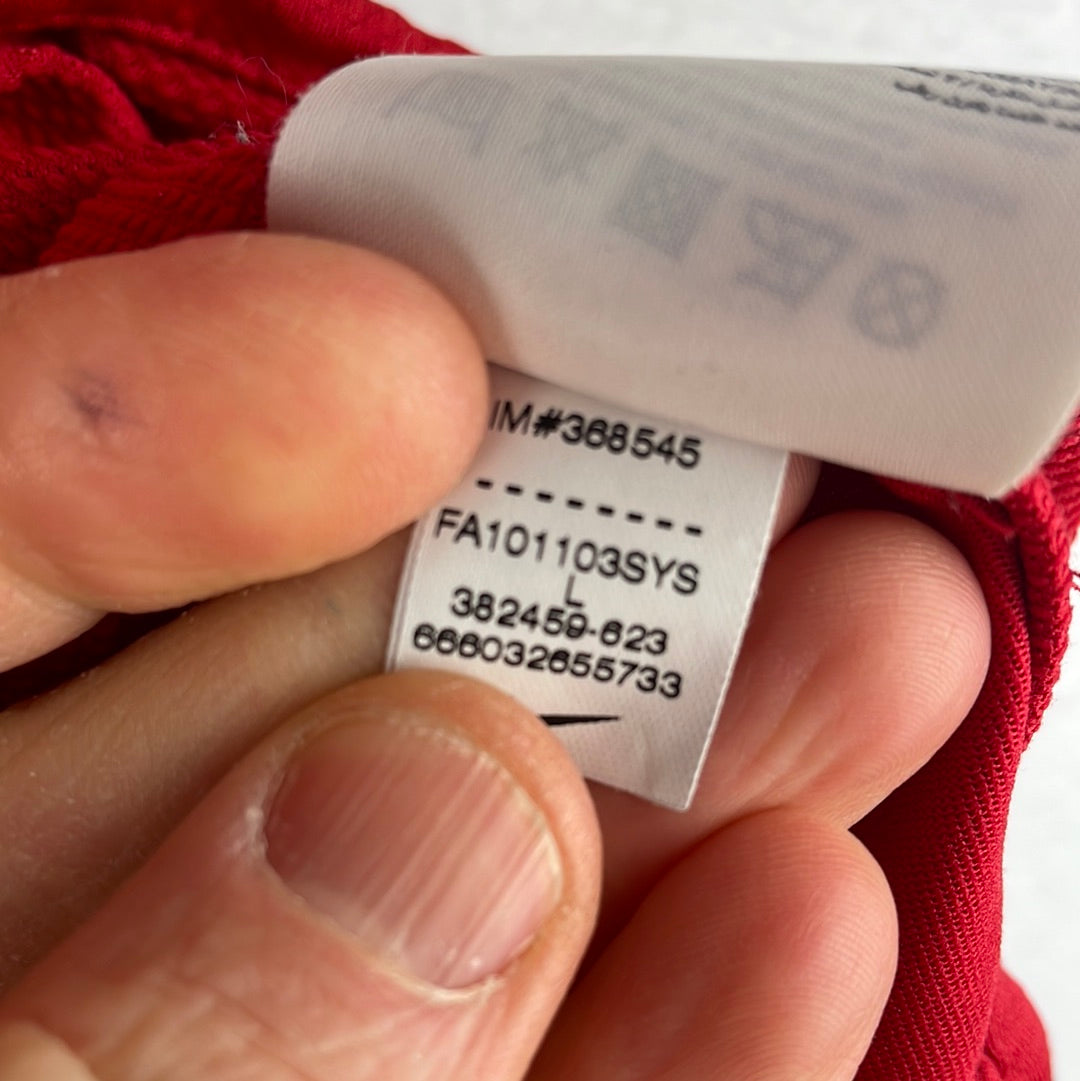 IM#368545
--------
FA101103SYS
L
382459-623
666032655733